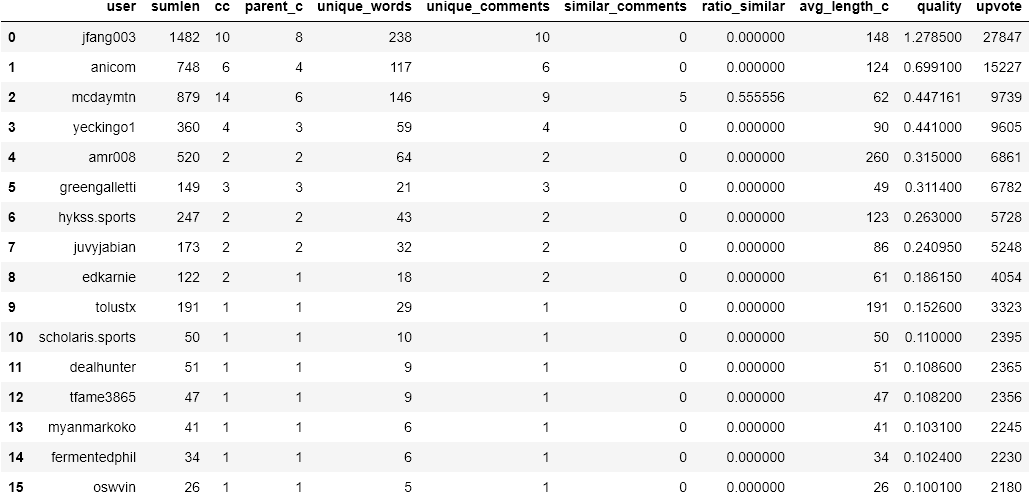 user sumlen cc parent_c unique_words unique_comments similar_comments ratio_similar avg_length_c quality upvote
0 jfang003 1482 10 8 238 10 0 0.000000 148 1.278500 27847
1 anicom 748 6 4 117 6 0 0.000000 124 0.699100 15227
2 mcdaymtn 879 14 6 146 9 5 0.555556 62 0.447161 9739
3 yeckingo1 360 4 3 59 4 0 0.000000 90 0.441000 9605
4 amr008 520 2 2 64 2 0 0.000000 260 0.315000 6861
5 greengalletti 149 3 3 21 3 0 0.000000 49 0.311400 6782
6 hykss.sports 247 2 2 43 2 0 0.000000 123 0.263000 5728
7 juvyjabian 173 2 2 32 2 0 0.000000 86 0.240950 5248
8 edkarnie 122 2 1 18 2 0 0.000000 61 0.186150 4054
9 tolustx 191 1 1 29 1 0 0.000000 191 0.152600 3323
10 scholaris.sports 50 1 1 10 1 0 0.000000 50 0.110000 2395
11 dealhunter 51 1 1 9 1 0 0.000000 51 0.108600 2365
12 tfame3865 47 1 1 9 1 0 0.000000 47 0.108200 2356
13 myanmarkoko 41 1 1 6 1 0 0.000000 41 0.103100 2245
14 fermentedphil 34 1 1 6 1 0 0.000000 34 0.102400 2230
15 oswvin 26 1 1 5 1 0 0.000000 26 0.100100 2180